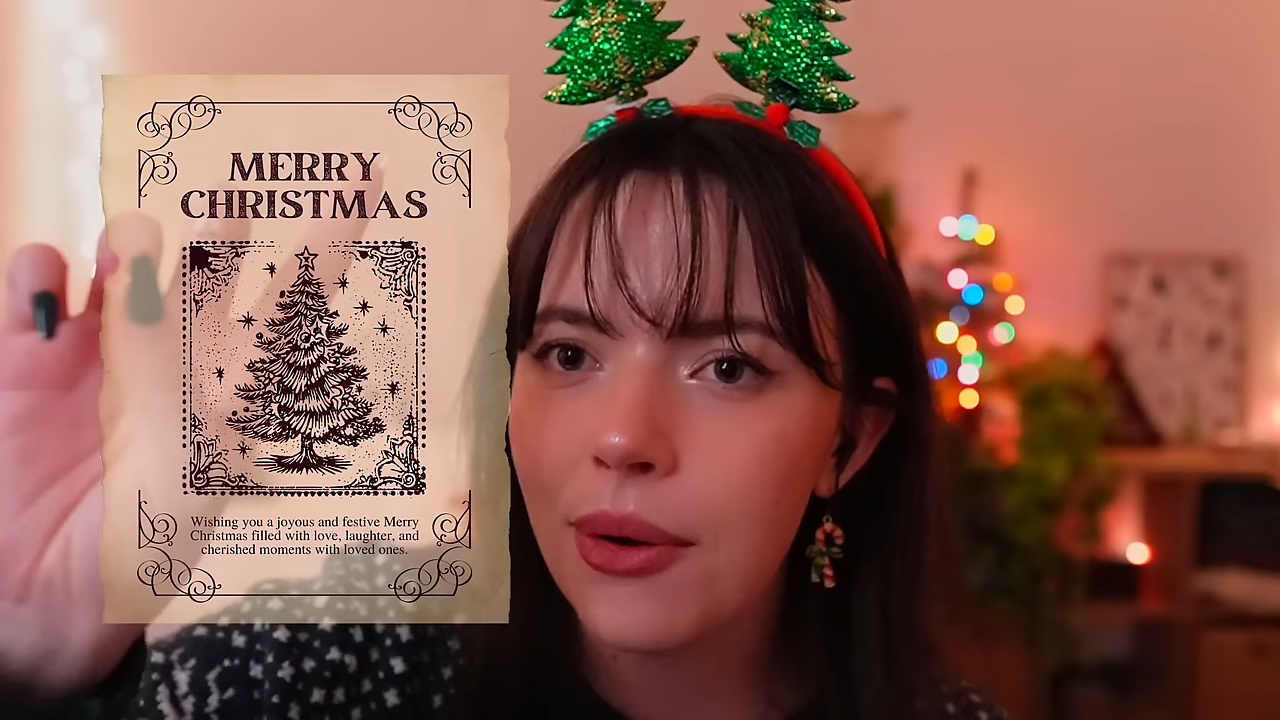 MERRY
CHRISTMAS
Wishing you a joyous and festive Merry
Christmas filled with love, laughter, and
cherished moments with loved ones.